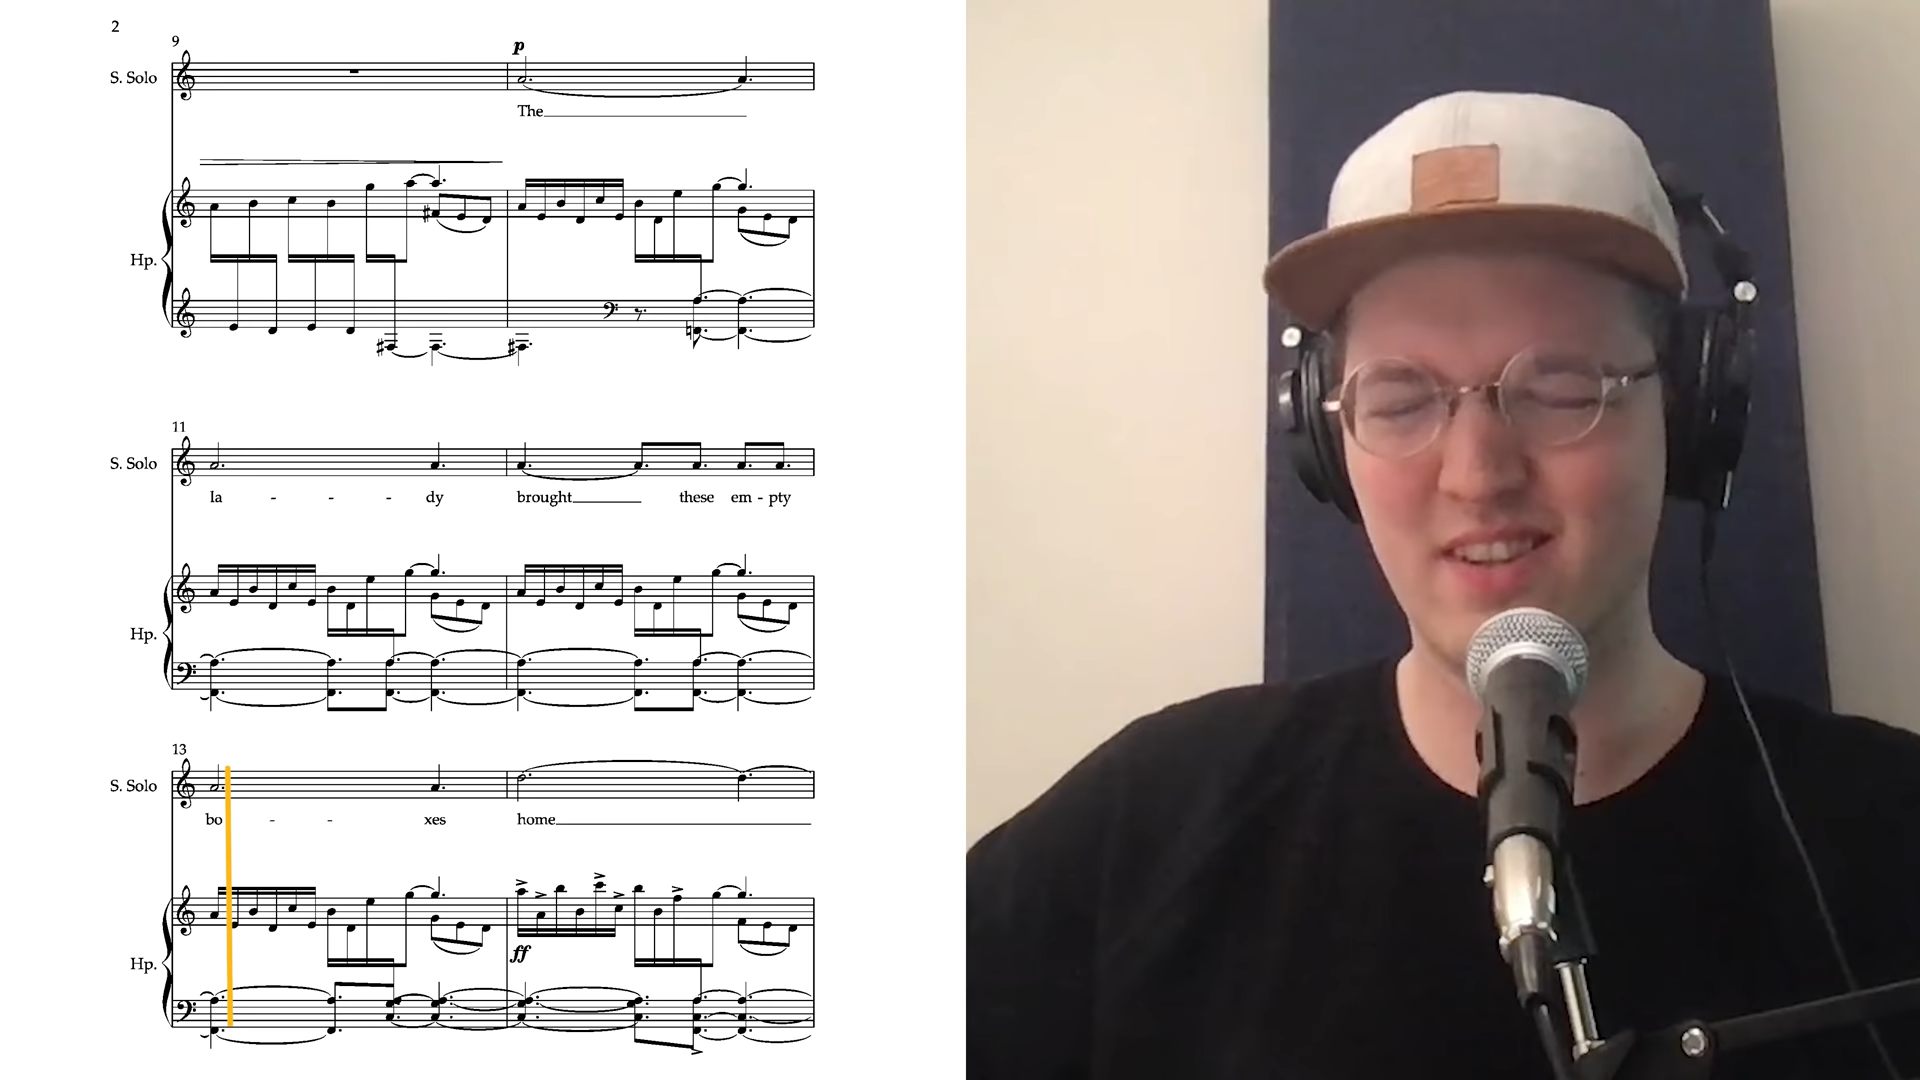 2
9
p
S. Solo
The
Hp.
11
S. Solo
la - - - dy brought these em - pty
Hp.
13
S. Solo
bo - - xes home
ff
Hp.